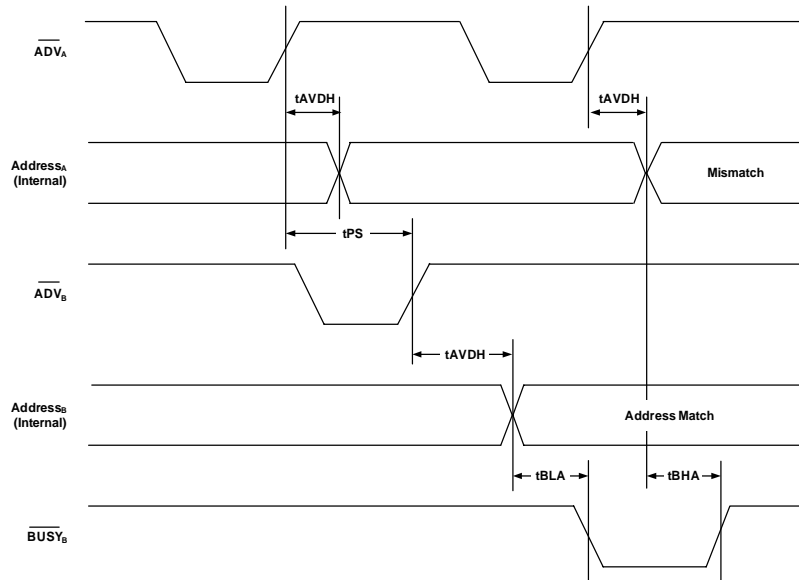 ADVA
tAVDH tAVDH
AddressA
(Internal)
Mismatch
tPS
ADVB
tAVDH
AddressB
(Internal)
Address Match
tBLA tBHA
BUSYB